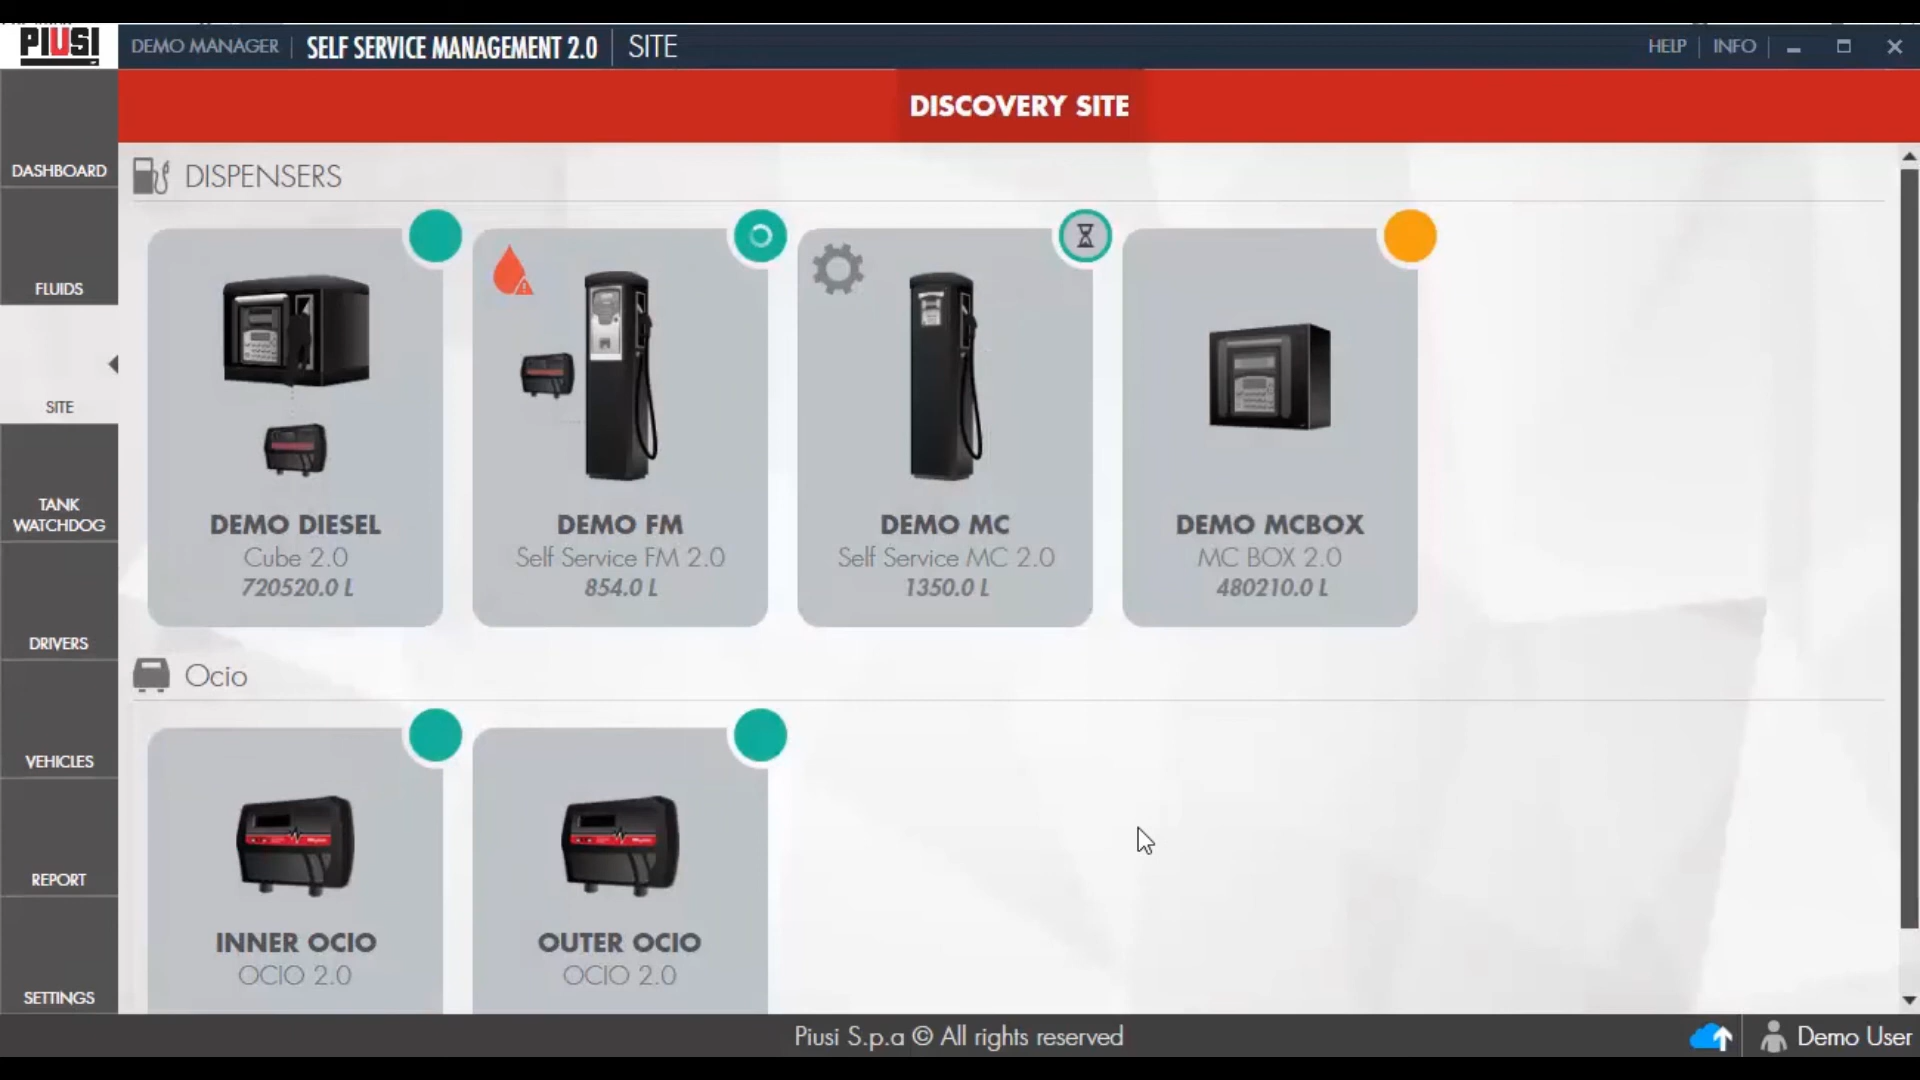 PIUSI
DEMO MANAGER
SELF SERVICE MANAGEMENT 2.0
SITE
HELP
INFO
DISCOVERY SITE
DASHBOARD
FLUIDS
SITE
TANK
WATCHDOG
DRIVERS
VEHICLES
REPORT
SETTINGS
DISPENSERS
DEMO DIESEL
Cube 2.0
720520.0 L
DEMO FM
Self Service FM 2.0
854.0 L
DEMO MC
Self Service MC 2.0
1350.0 L
DEMO MCBOX
MC BOX 2.0
480210.0 L
Ocio
INNER OCIO
OCIO 2.0
OUTER OCIO
OCIO 2.0
Piusi S.p.a © All rights reserved
Demo User